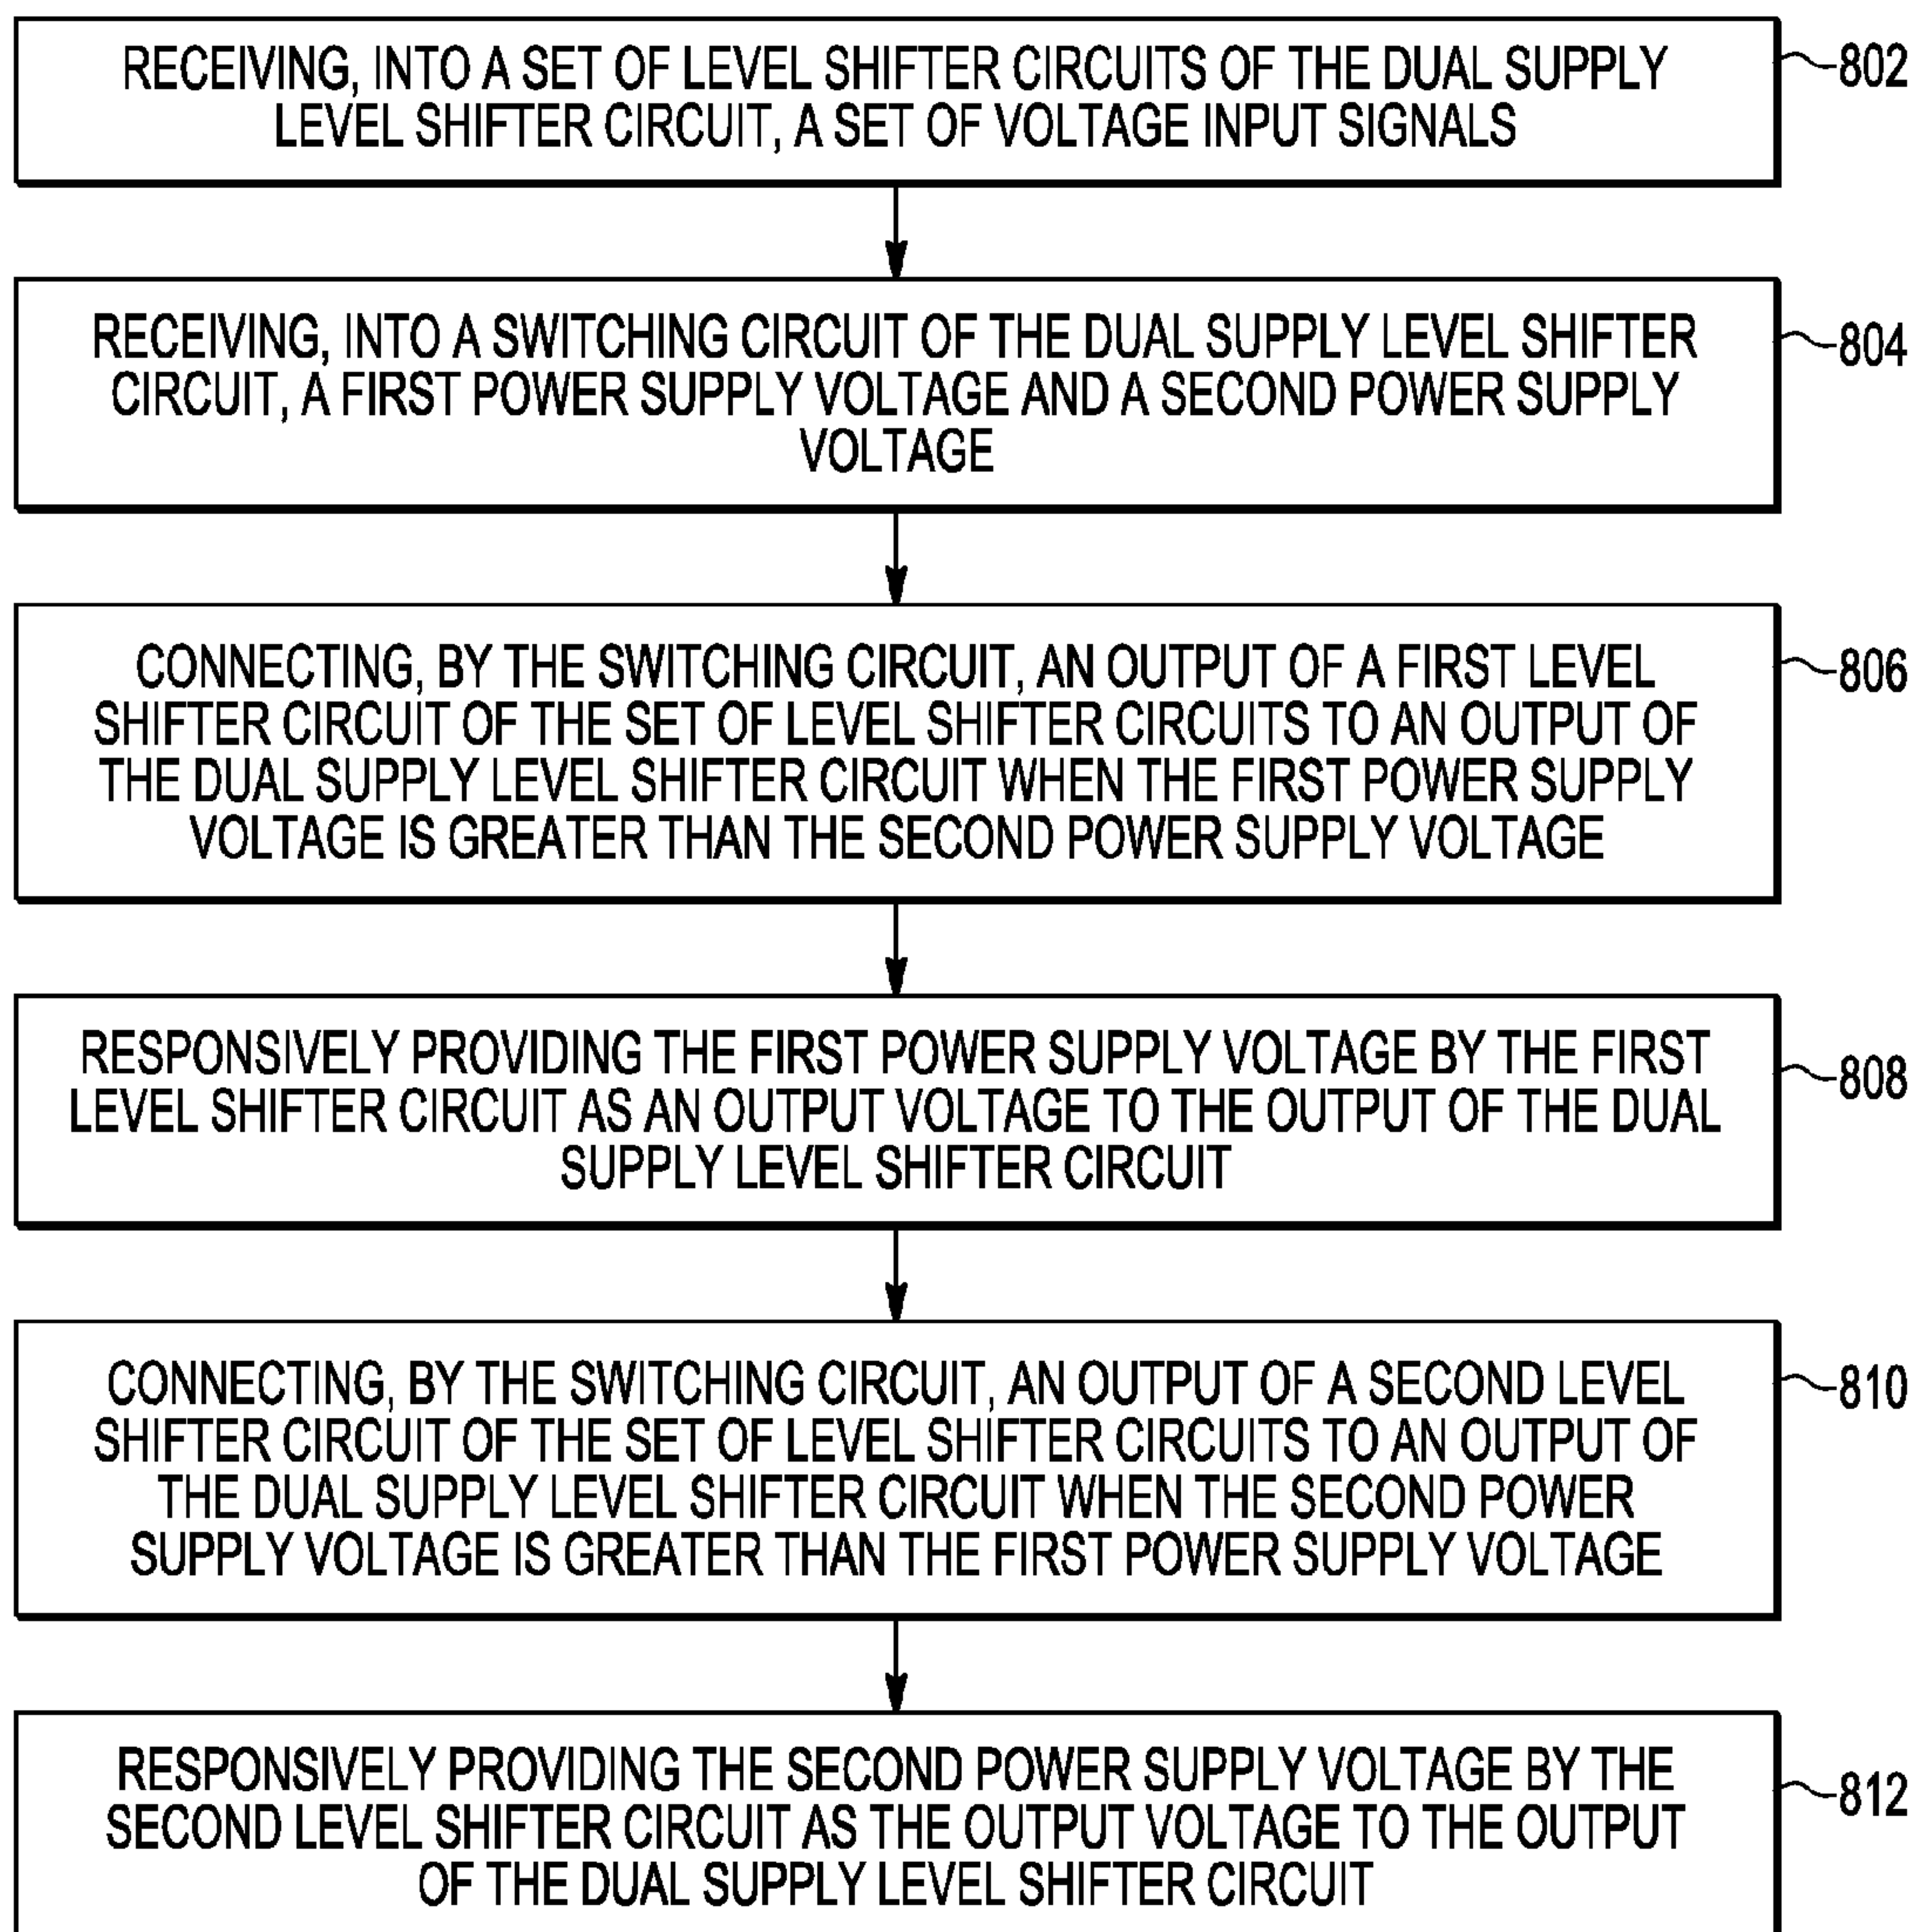 RECEIVING, INTO A SET OF LEVEL SHIFTER CIRCUITS OF THE DUAL SUPPLY
LEVEL SHIFTER CIRCUIT, A SET OF VOLTAGE INPUT SIGNALS
802
RECEIVING, INTO A SWITCHING CIRCUIT OF THE DUAL SUPPLY LEVEL SHIFTER
CIRCUIT, A FIRST POWER SUPPLY VOLTAGE AND A SECOND POWER SUPPLY
VOLTAGE
804
CONNECTING, BY THE SWITCHING CIRCUIT, AN OUTPUT OF A FIRST LEVEL
SHIFTER CIRCUIT OF THE SET OF LEVEL SHIFTER CIRCUITS TO AN OUTPUT OF
THE DUAL SUPPLY LEVEL SHIFTER CIRCUIT WHEN THE FIRST POWER SUPPLY
VOLTAGE IS GREATER THAN THE SECOND POWER SUPPLY VOLTAGE
806
RESPONSIVELY PROVIDING THE FIRST POWER SUPPLY VOLTAGE BY THE FIRST
LEVEL SHIFTER CIRCUIT AS AN OUTPUT VOLTAGE TO THE OUTPUT OF THE DUAL
SUPPLY LEVEL SHIFTER CIRCUIT
808
CONNECTING, BY THE SWITCHING CIRCUIT, AN OUTPUT OF A SECOND LEVEL
SHIFTER CIRCUIT OF THE SET OF LEVEL SHIFTER CIRCUITS TO AN OUTPUT OF
THE DUAL SUPPLY LEVEL SHIFTER CIRCUIT WHEN THE SECOND POWER
SUPPLY VOLTAGE IS GREATER THAN THE FIRST POWER SUPPLY VOLTAGE
810
RESPONSIVELY PROVIDING THE SECOND POWER SUPPLY VOLTAGE BY THE
SECOND LEVEL SHIFTER CIRCUIT AS THE OUTPUT VOLTAGE TO THE OUTPUT
OF THE DUAL SUPPLY LEVEL SHIFTER CIRCUIT
812